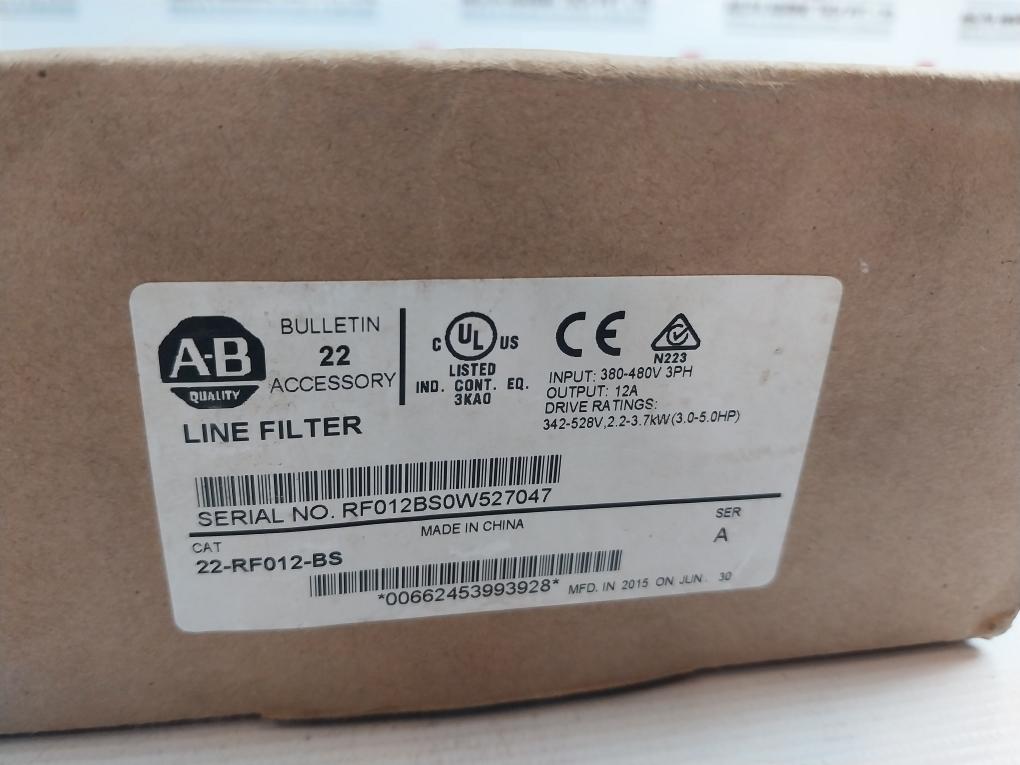 A-B
QUALITY
BULLETIN
22
ACCESSORY
C UL US
LISTED
IND. CONT. EQ.
3KA0
CE
N223
INPUT: 380-480V 3PH
OUTPUT: 12A
DRIVE RATINGS:
342-528V,2.2-3.7kW(3.0-5.0HP)
LINE FILTER
SERIAL NO. RF012BS0W527047
MADE IN CHINA
CAT
22-RF012-BS
SER
A
*00662453993928*
MFD. IN 2015 ON JUN. 30